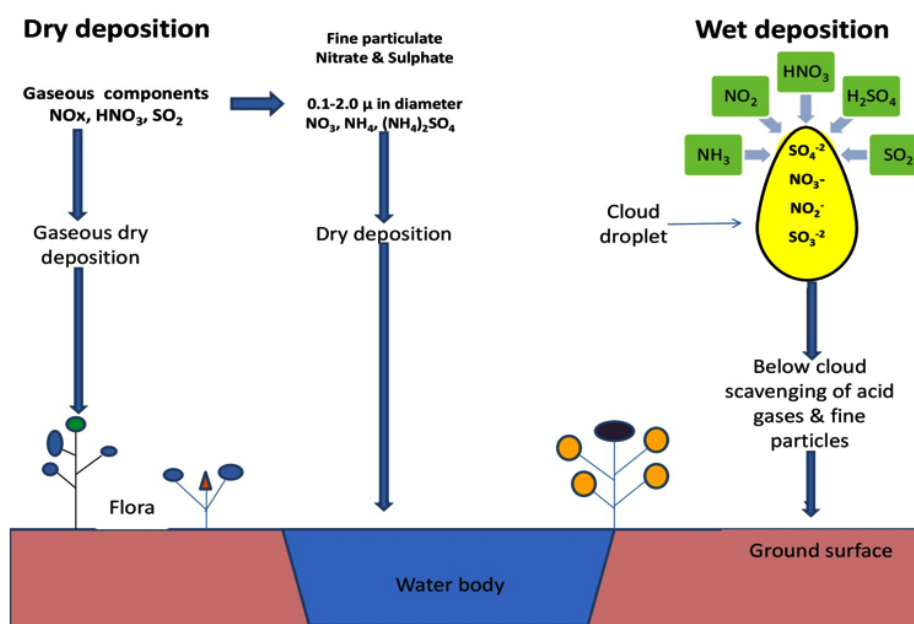 Dry deposition
Gaseous components
NOx, HNO₃, SO₂
Gaseous dry
deposition
Flora
Fine particulate
Nitrate & Sulphate
0.1-2.0 µ in diameter
NO₃, NH₄, (NH₄)₂SO₄
Dry deposition
Water body
Wet deposition
HNO₃
NO₂
H₂SO₄
NH₃
SO₂
SO₄⁻²
NO₃-
NO₂⁻
SO₃⁻²
Cloud
droplet
Below cloud
scavenging of acid
gases & fine
particles
Ground surface